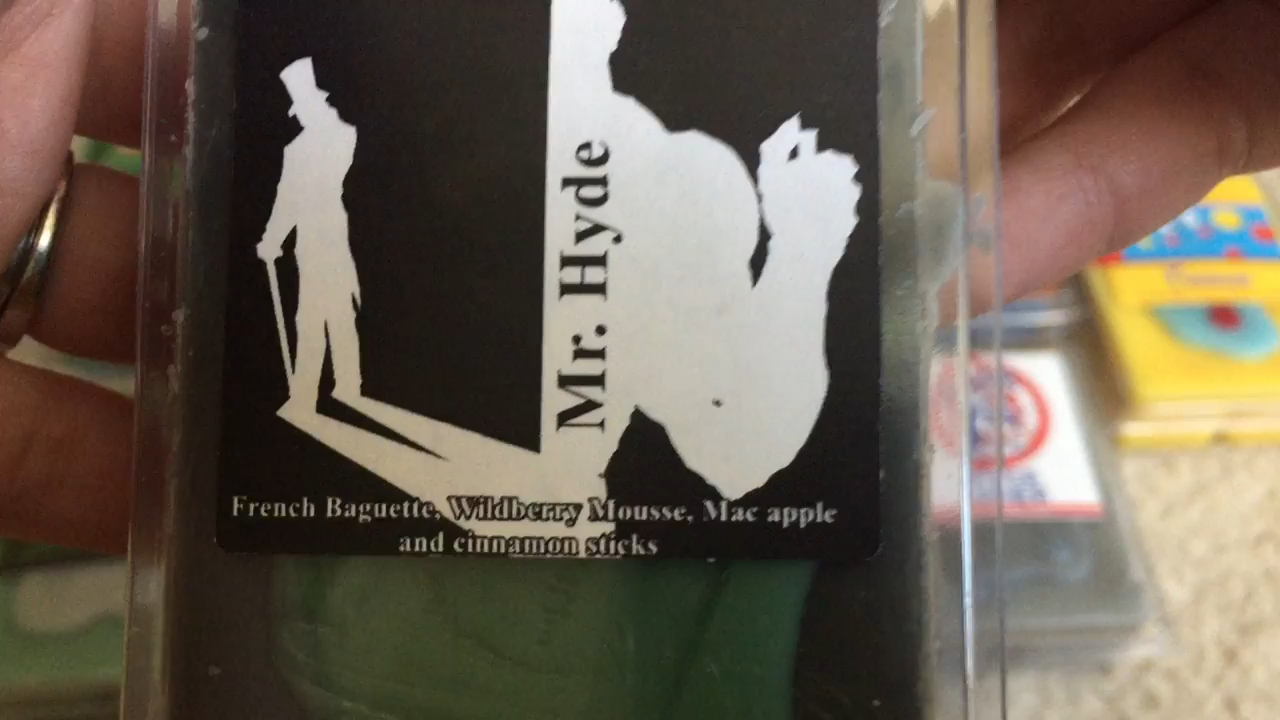 Mr. Hyde
French Baguette, Wildberry Mousse, Mac apple
and cinnamon sticks